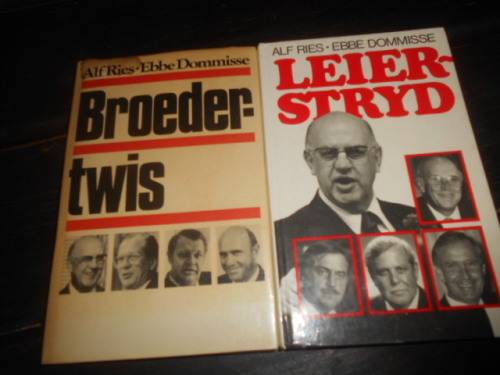 Alf Ries · Ebbe Dommisse
Broeder-
twis
ALF RIES · EBBE DOMMISSE
LEIER-
STRYD